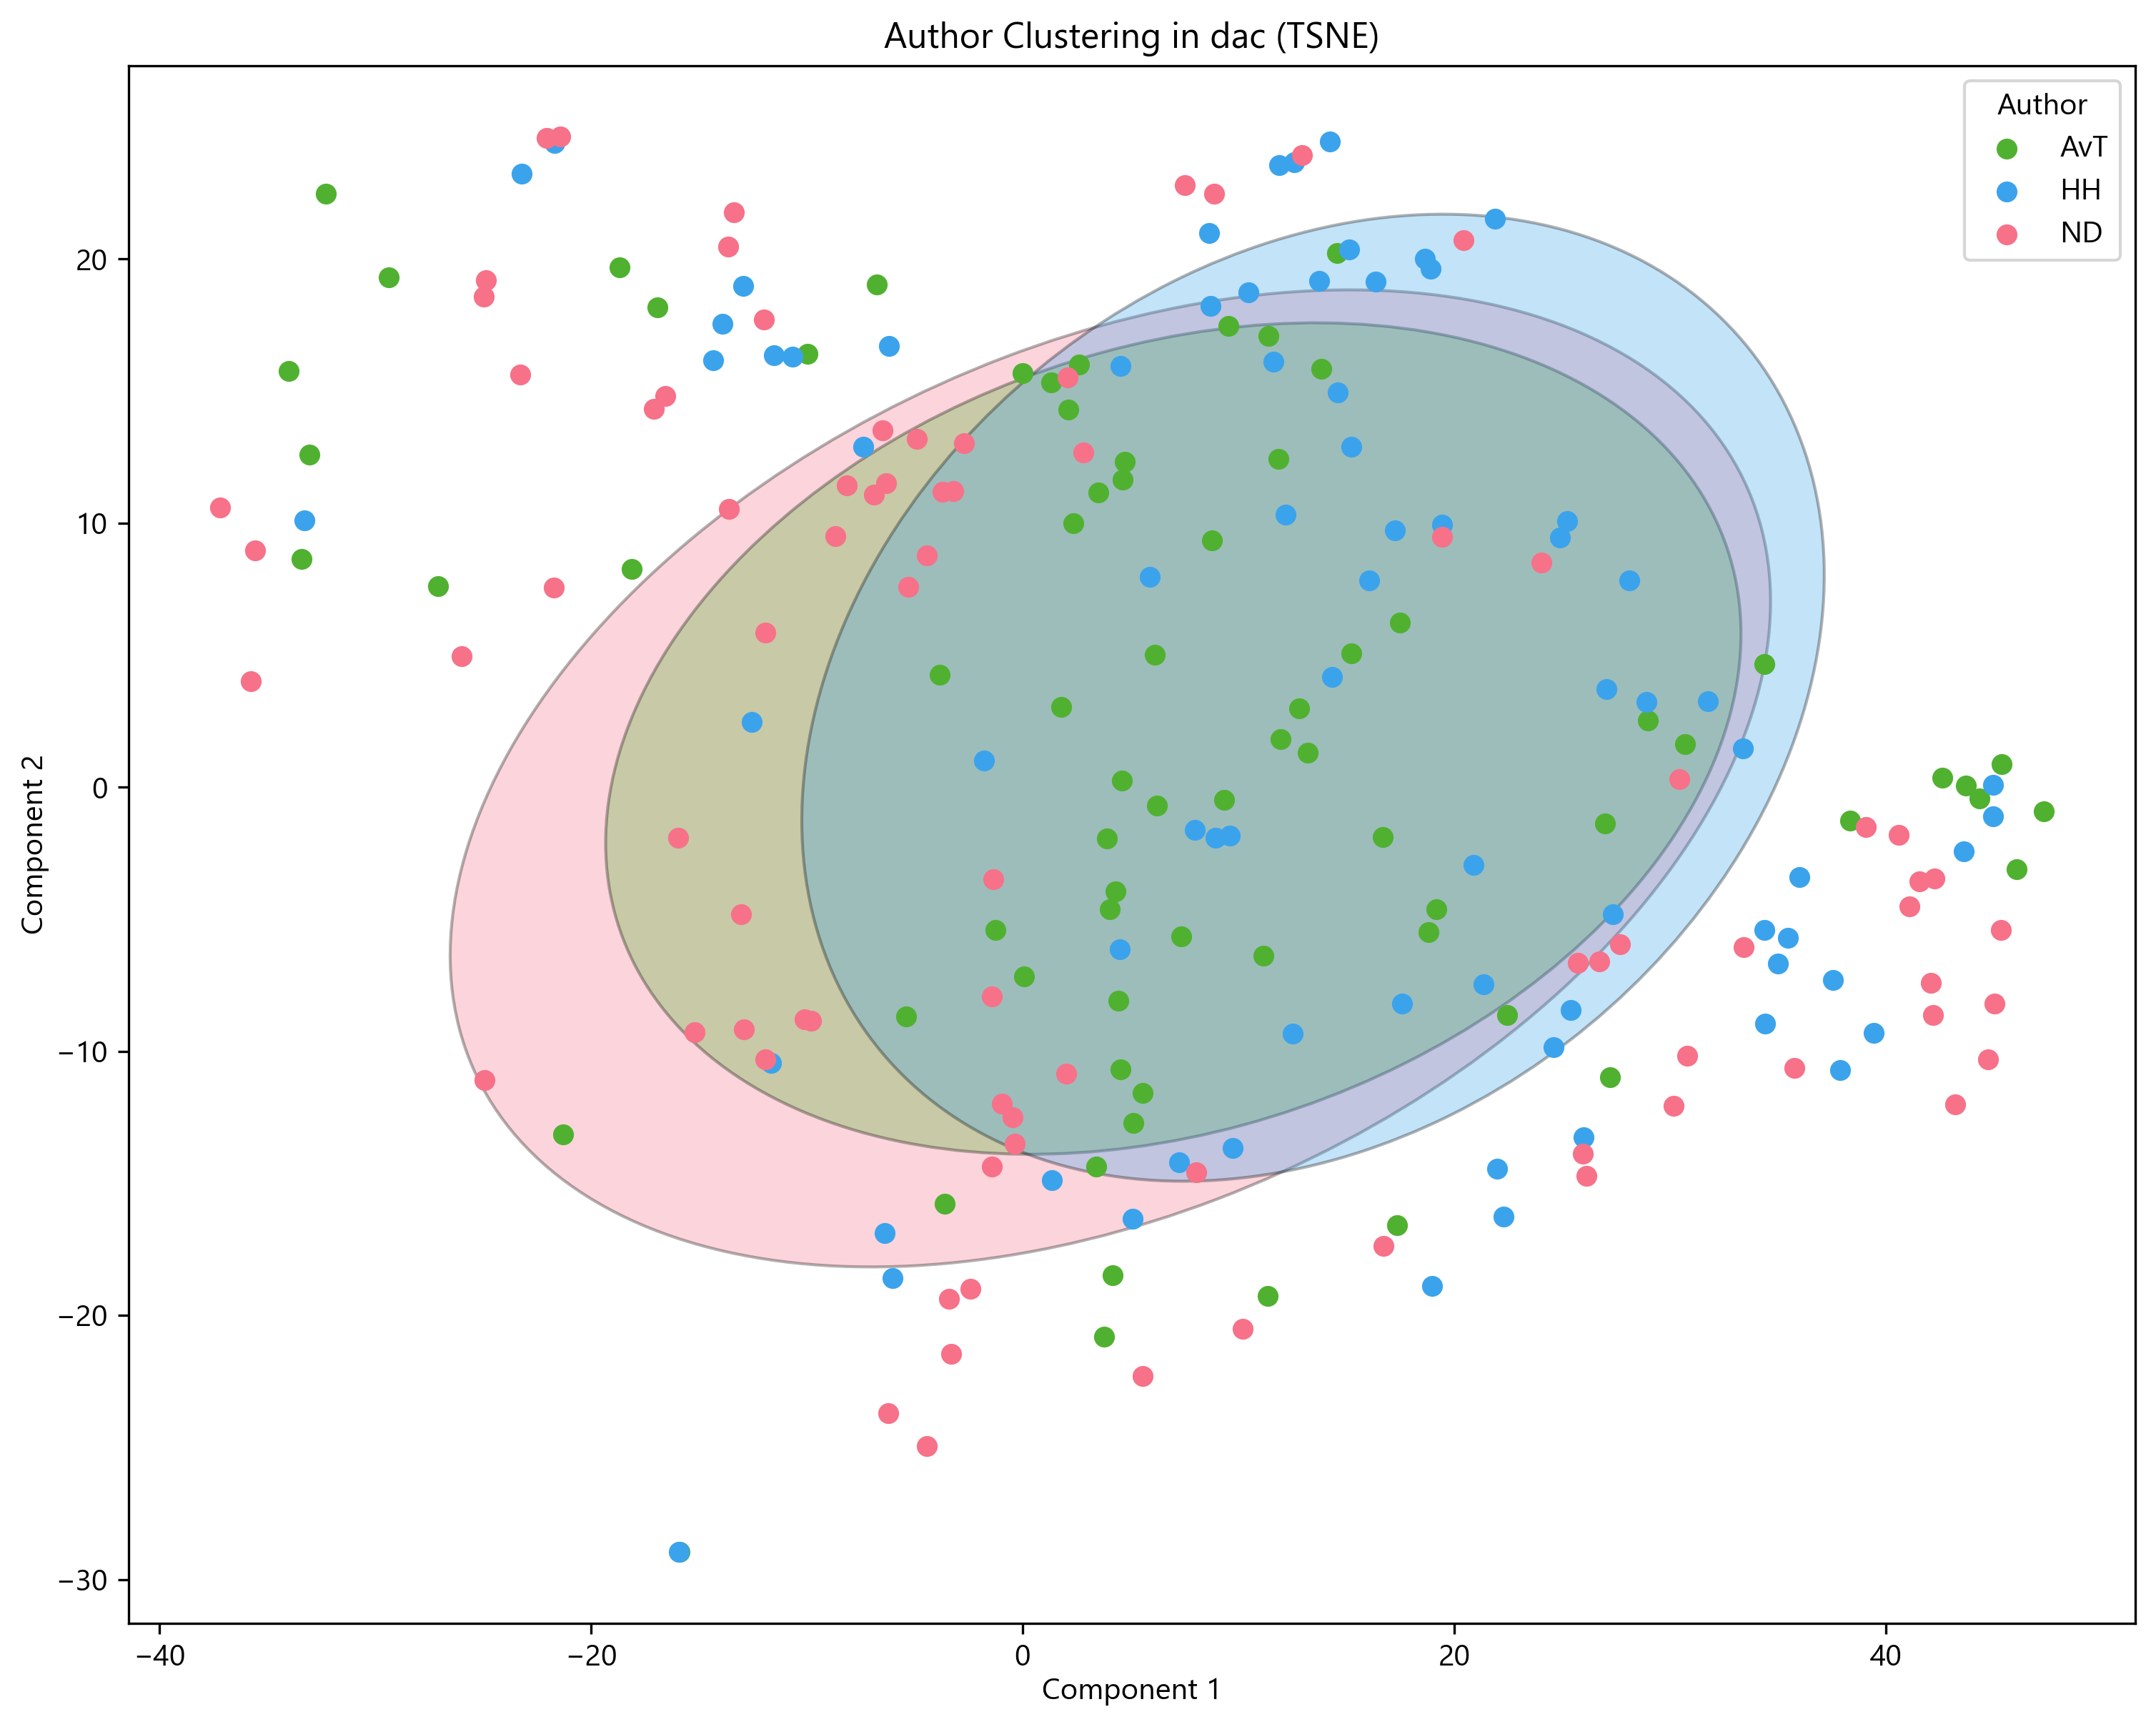 Author Clustering in dac (TSNE)
Author
AvT
HH
ND
20
10
0
−10
−20
−30
Component 2
−40
−20
0
20
40
Component 1